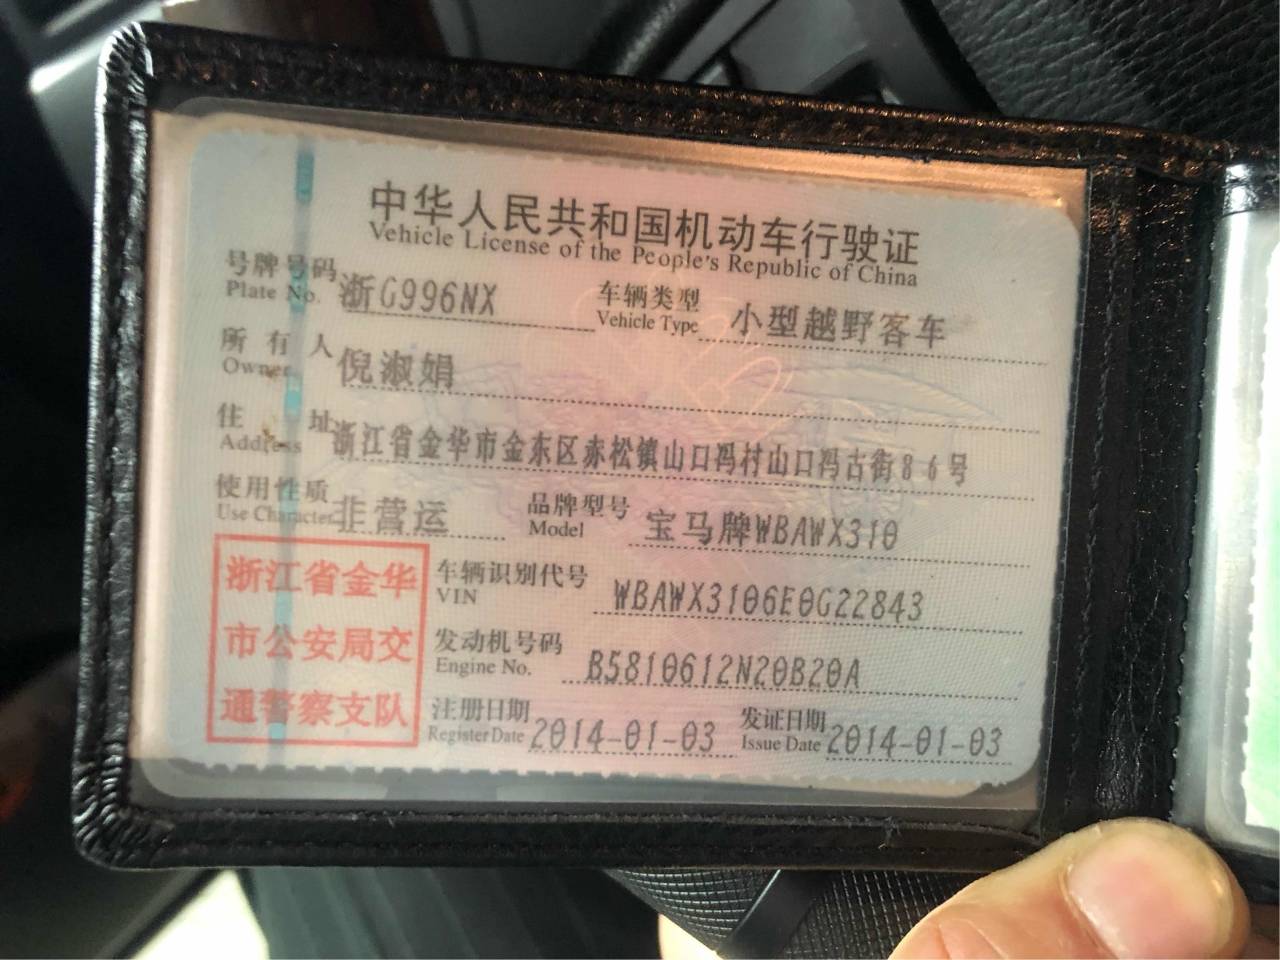 中华人民共和国机动车行驶证
Vehicle License of the People's Republic of China
号牌号码 浙G996NX 车辆类型 小型越野客车
Plate No. Vehicle Type
所有人 倪淑娟
Owner
住址 浙江省金华市金东区赤松镇山口冯村山口冯古街86号
Address
使用性质 非营运 品牌型号 宝马牌WBAWX310
Use Character Model
浙江省金华
市公安局交
通警察支队
车辆识别代号 WBAWX3106E0G22843
VIN
发动机号码 B5810612N20B20A
Engine No.
注册日期 2014-01-03 发证日期 2014-01-03
Register Date Issue Date